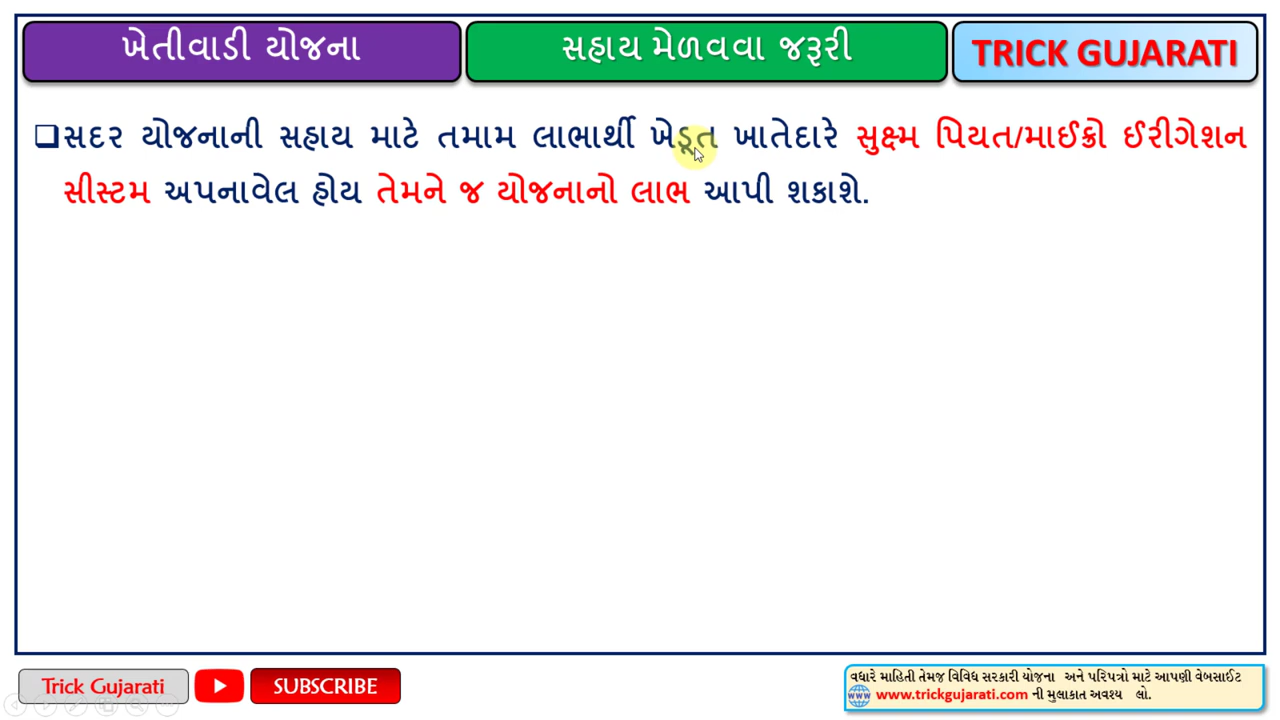 ખેતીવાડી યોજના
સહાય મેળવવા જરૂરી
TRICK GUJARATI
સદર યોજનાની સહાય માટે તમામ લાભાર્થી ખેડૂત ખાતેદારે સુક્ષ્મ પિયત/માઈક્રો ઈરીગેશન
સીસ્ટમ અપનાવેલ હોય તેમને જ યોજનાનો લાભ આપી શકાશે.
Trick Gujarati
SUBSCRIBE
વધારે માહિતી તેમજ વિવિધ સરકારી યોજના અને પરિપત્રો માટે આપણી વેબસાઈટ
www
www.trickgujarati.com ની મુલાકાત અવશ્ય લો.